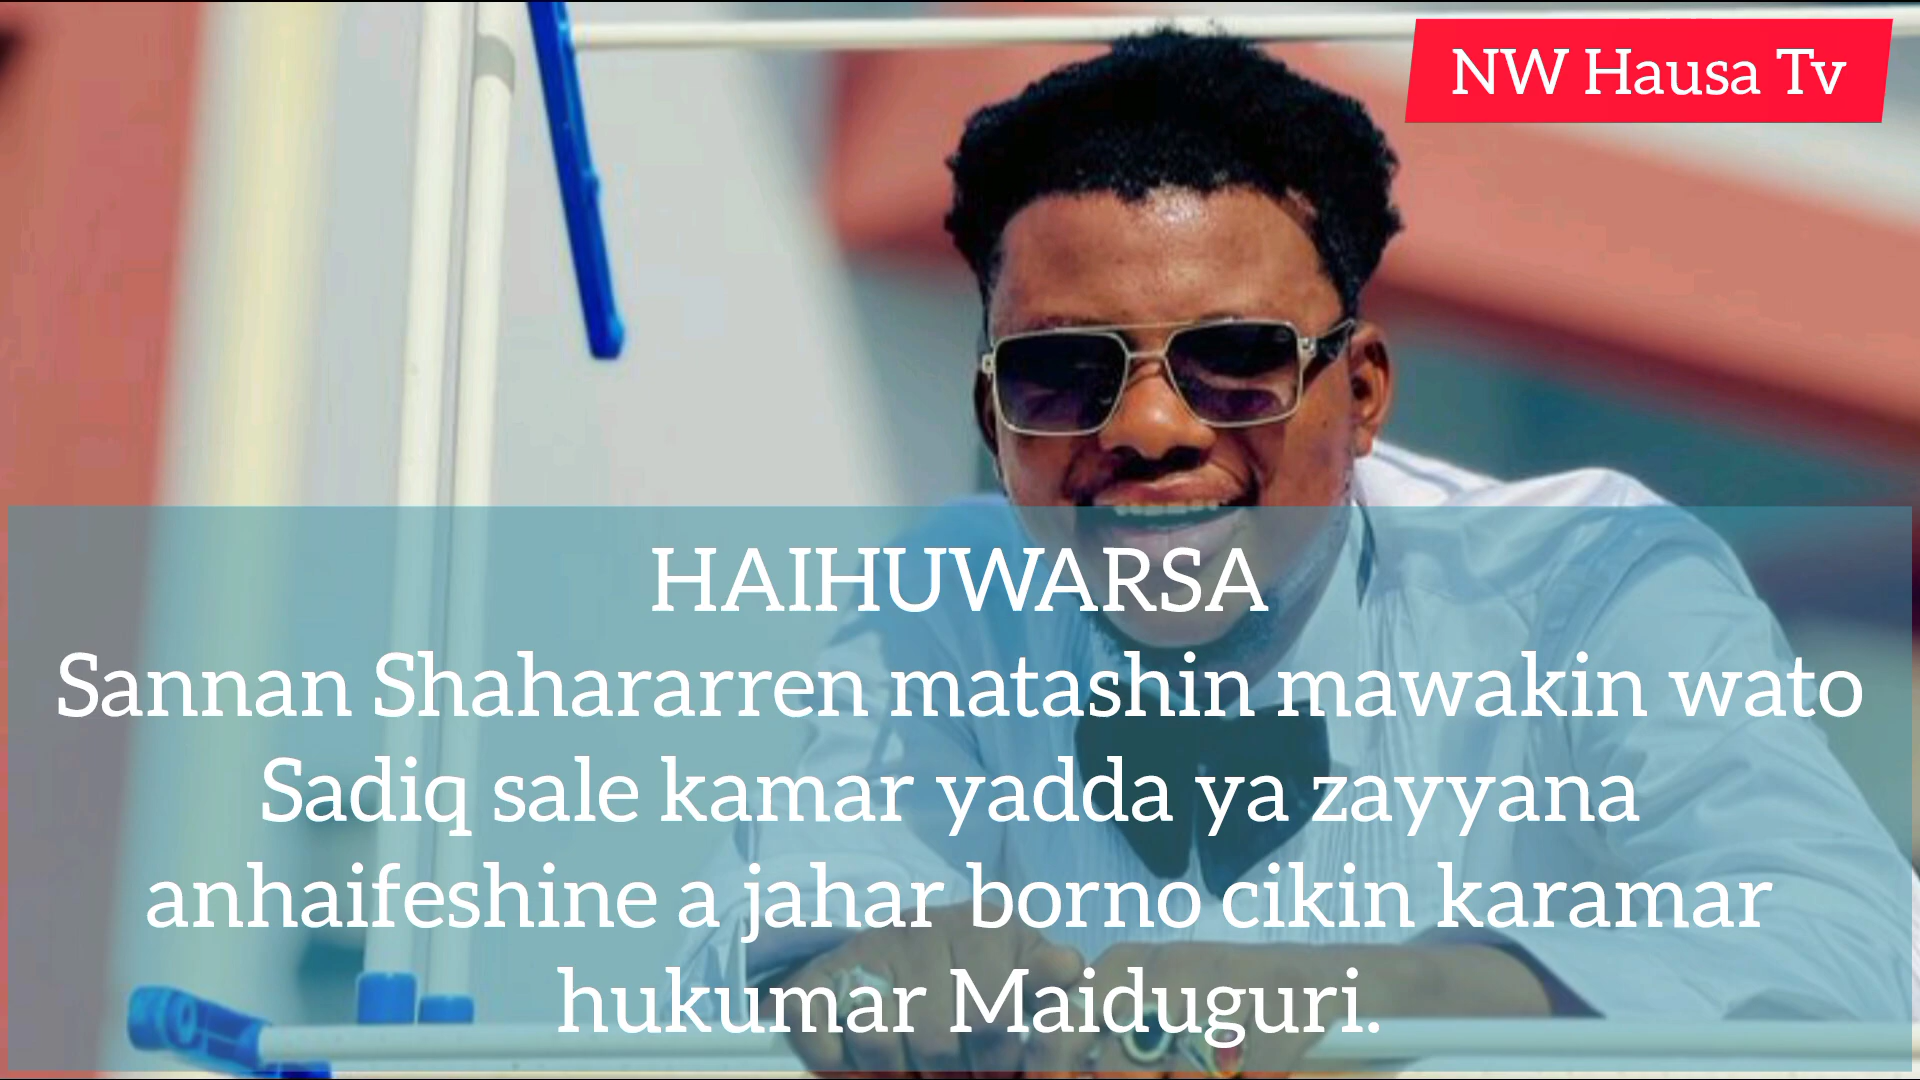 NW Hausa Tv
HAIHUWARSA
Sannan Shahararren matashin mawakin wato
Sadiq sale kamar yadda ya zayyana
anhaifeshine a jahar borno cikin karamar
hukumar Maiduguri.